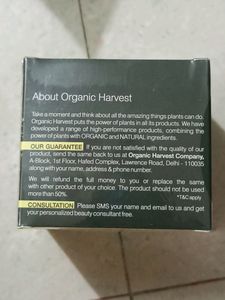 About Organic Harvest
Take a moment and think about all the amazing things plants can do.
Organic Harvest puts the power of plants in all its products. We have
developed a range of high-performance products, combining the
power of plants with ORGANIC and NATURAL ingredients.
OUR GUARANTEE If you are not satisfied with the quality of our
product, send the same back to us at Organic Harvest Company,
A-Block, 1st Floor, Hafed Complex, Lawrence Road, Delhi - 110035
along with your name, address & phone number.
We will refund the full money to you or replace the same
with other product of your choice. The product should not be used
more than 50%.
*T&C apply
CONSULTATION Please SMS your name and email to us and get
your personalized beauty consultant free.